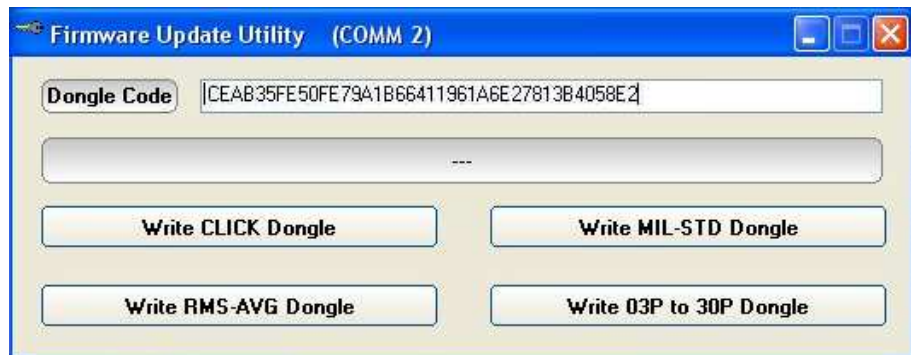 Firmware Update Utility (COMM 2)
Dongle Code CEAB35FE50FE79A1B66411961A6E27813B4058E2
---
Write CLICK Dongle Write MIL-STD Dongle
Write RMS-AVG Dongle Write 03P to 30P Dongle